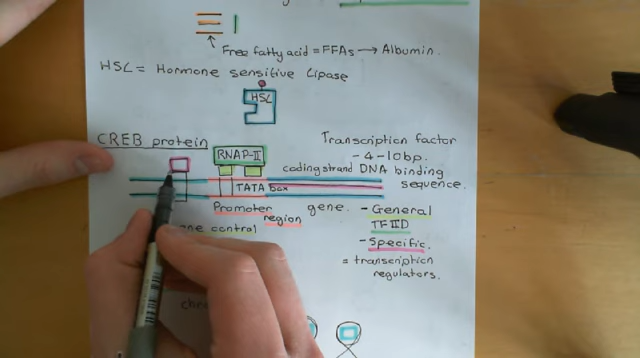 Free fatty acid = FFAs → Albumin.
HSL = Hormone sensitive Lipase
HSL
CREB protein
RNAP-II
Transcription factor
- 4-10bp.
coding strand DNA binding
sequence.
TATA box
Promoter
region
gene.
- General
TFIID
- Specific.
= transcription
regulators.
control